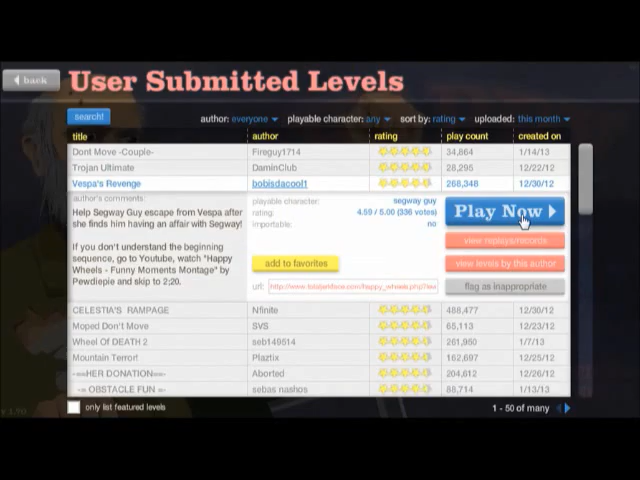 back
User Submitted Levels
search!
author: everyone playable character: any sort by: rating uploaded: this month
title author rating play count created on
Dont Move -Couple- Fireguy1714 34,864 1/14/13
Trojan Ultimate DaminClub 28,295 12/22/12
Vespa's Revenge bobisdacool1 268,348 12/30/12
author's comments:
Help Segway Guy escape from Vespa after
she finds him having an affair with Segway!
If you don't understand the beginning
sequence, go to Youtube, watch "Happy
Wheels - Funny Moments Montage" by
Pewdiepie and skip to 2:20.
playable character: segway guy
rating: 4.59 / 5.00 (336 votes)
importable: no
add to favorites
url: http://www.totaljerkface.com/happy_wheels.php?
Play Now
view replays/records
view levels by this author
flag as inappropriate
CELESTIA'S RAMPAGE Nfinite 488,477 12/30/12
Moped Don't Move SVS 65,113 12/23/12
Wheel Of DEATH 2 seb149514 261,950 1/7/13
Mountain Terror! Plaztix 162,697 12/25/12
-==HER DONATION==- Aborted 204,612 12/26/12
-= OBSTACLE FUN =- sebas nashos 88,714 1/13/13
only list featured levels
1 - 50 of many
v 1.70